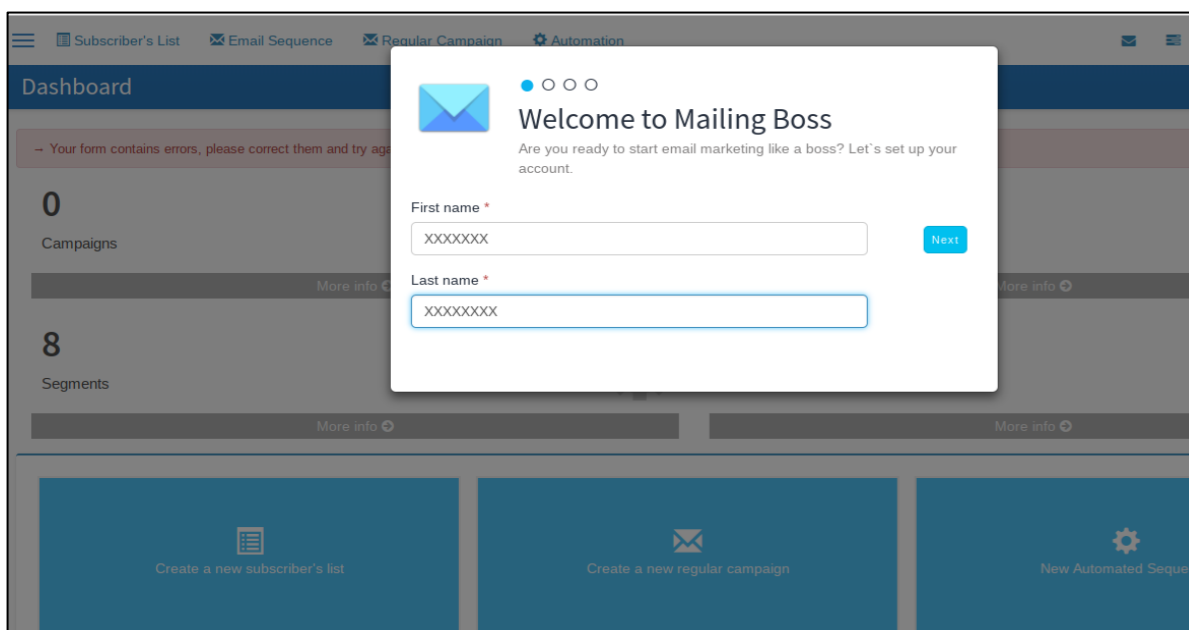 Subscriber's List Email Sequence Regular Campaign Automation
Dashboard
→ Your form contains errors, please correct them and try aga
0
Campaigns
More info
More info
8
Segments
More info
More info
Welcome to Mailing Boss
Are you ready to start email marketing like a boss? Let`s set up your
account.
First name *
XXXXXXX
Next
Last name *
XXXXXXXX
Create a new subscriber's list
Create a new regular campaign
New Automated Seque